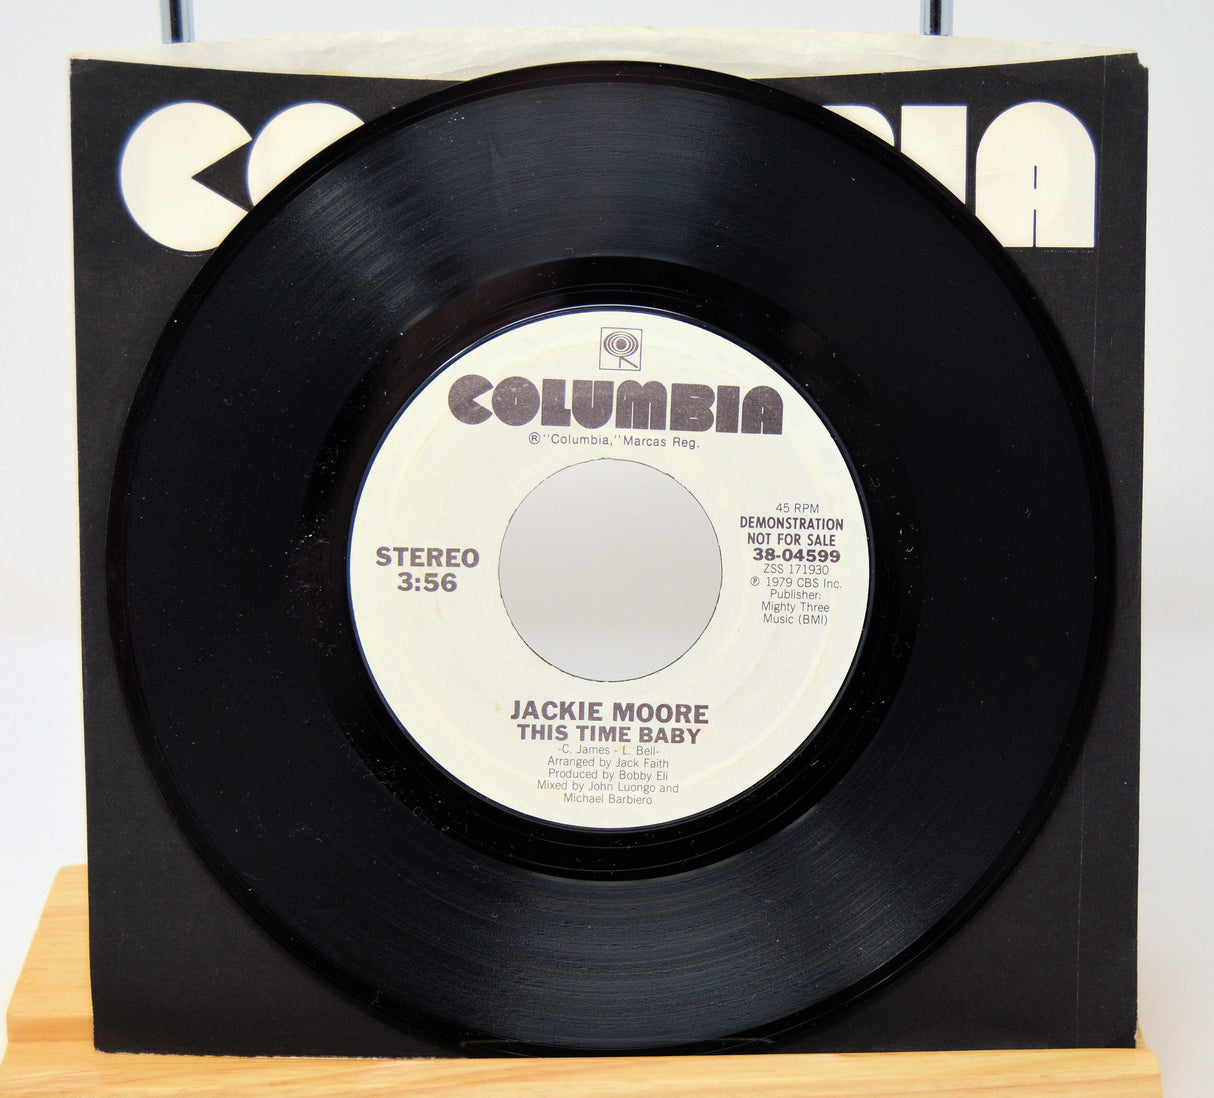 COLUMBIA
® "Columbia," Marcas Reg.
45 RPM
DEMONSTRATION
NOT FOR SALE
38-04599
ZSS 171930
℗ 1979 CBS Inc.
Publisher:
Mighty Three
Music (BMI)
STEREO
3:56
JACKIE MOORE
THIS TIME BABY
-C. James - L. Bell-
Arranged by Jack Faith
Produced by Bobby Eli
Mixed by John Luongo and
Michael Barbiero